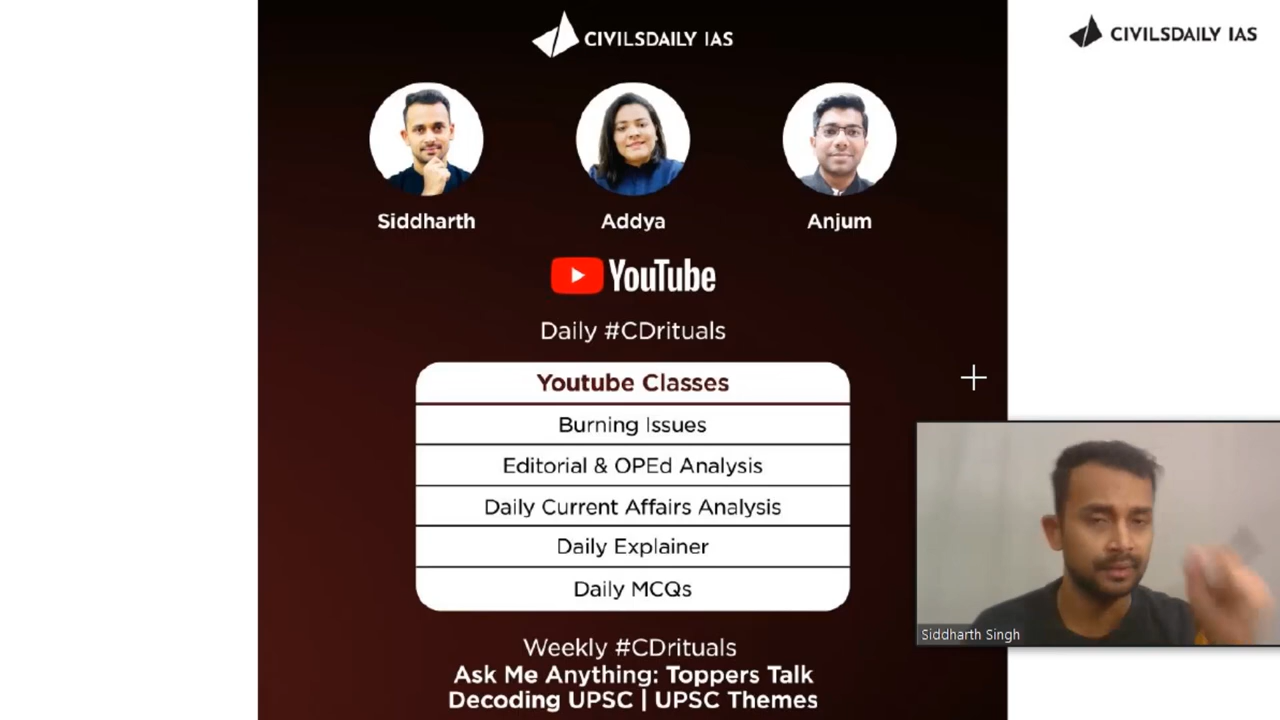 CIVILSDAILY IAS
CIVILSDAILY IAS
Siddharth
Addya
Anjum
YouTube
Daily #CDrituals
Youtube Classes
Burning Issues
Editorial & OPEd Analysis
Daily Current Affairs Analysis
Daily Explainer
Daily MCQs
Weekly #CDrituals
Ask Me Anything: Toppers Talk
Decoding UPSC | UPSC Themes
Siddharth Singh